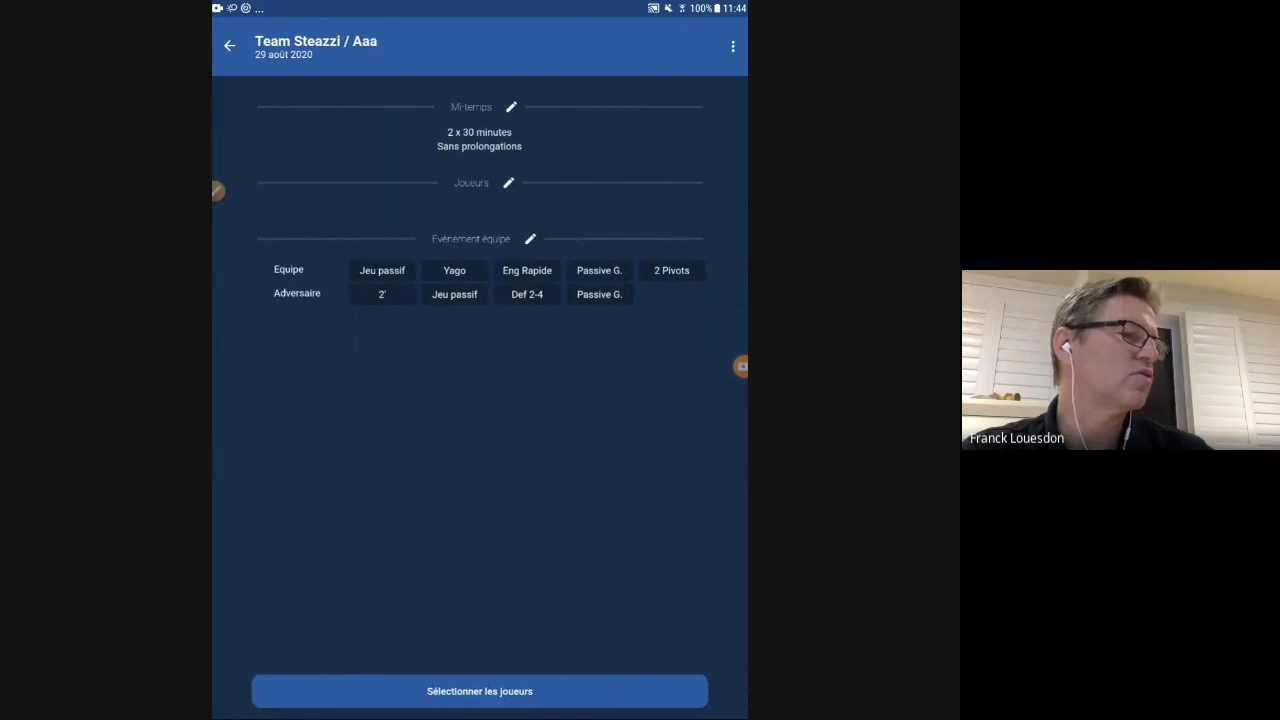 ... 100% 11:44
Team Steazzi / Aaa
29 août 2020
Mi-temps
2 x 30 minutes
Sans prolongations
Joueurs
Evènement équipe
Equipe Jeu passif Yago Eng Rapide Passive G. 2 Pivots
Adversaire 2' Jeu passif Def 2-4 Passive G.
Sélectionner les joueurs
Franck Louesdon